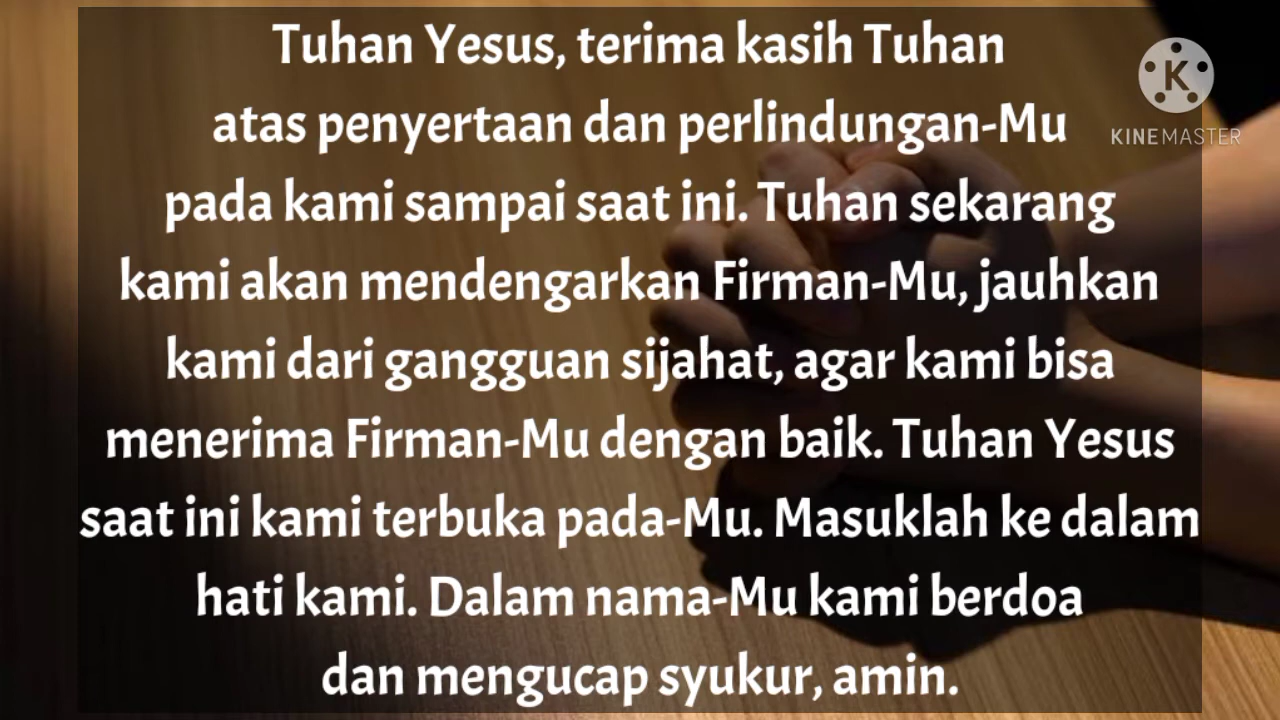 Tuhan Yesus, terima kasih Tuhan
atas penyertaan dan perlindungan-Mu
pada kami sampai saat ini. Tuhan sekarang
kami akan mendengarkan Firman-Mu, jauhkan
kami dari gangguan sijahat, agar kami bisa
menerima Firman-Mu dengan baik. Tuhan Yesus
saat ini kami terbuka pada-Mu. Masuklah ke dalam
hati kami. Dalam nama-Mu kami berdoa
dan mengucap syukur, amin.
K
KINEMASTER